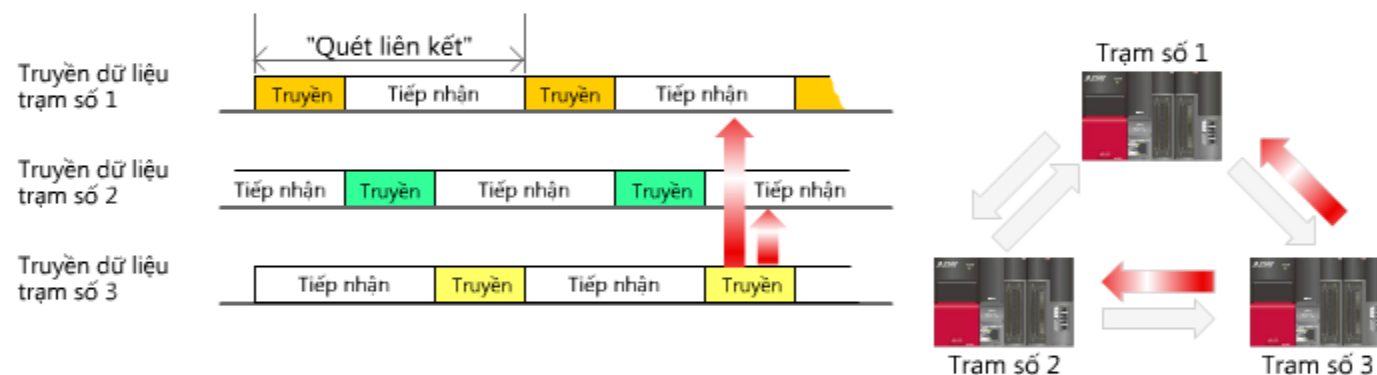 "Quét liên kết"
Truyền dữ liệu
trạm số 1
Truyền Tiếp nhận Truyền Tiếp nhận
Truyền dữ liệu
trạm số 2
Tiếp nhận Truyền Tiếp nhận Truyền Tiếp nhận
Truyền dữ liệu
trạm số 3
Tiếp nhận Truyền Tiếp nhận Truyền
Trạm số 1
Trạm số 2
Trạm số 3